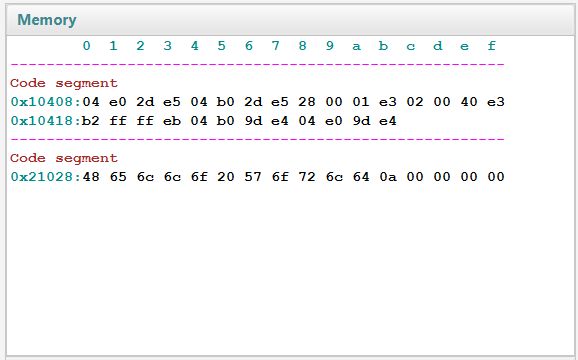 Memory
0 1 2 3 4 5 6 7 8 9 a b c d e f
-------------------------------------------------------
Code segment
0x10408:04 e0 2d e5 04 b0 2d e5 28 00 01 e3 02 00 40 e3
0x10418:b2 ff ff eb 04 b0 9d e4 04 e0 9d e4
-------------------------------------------------------
Code segment
0x21028:48 65 6c 6c 6f 20 57 6f 72 6c 64 0a 00 00 00 00